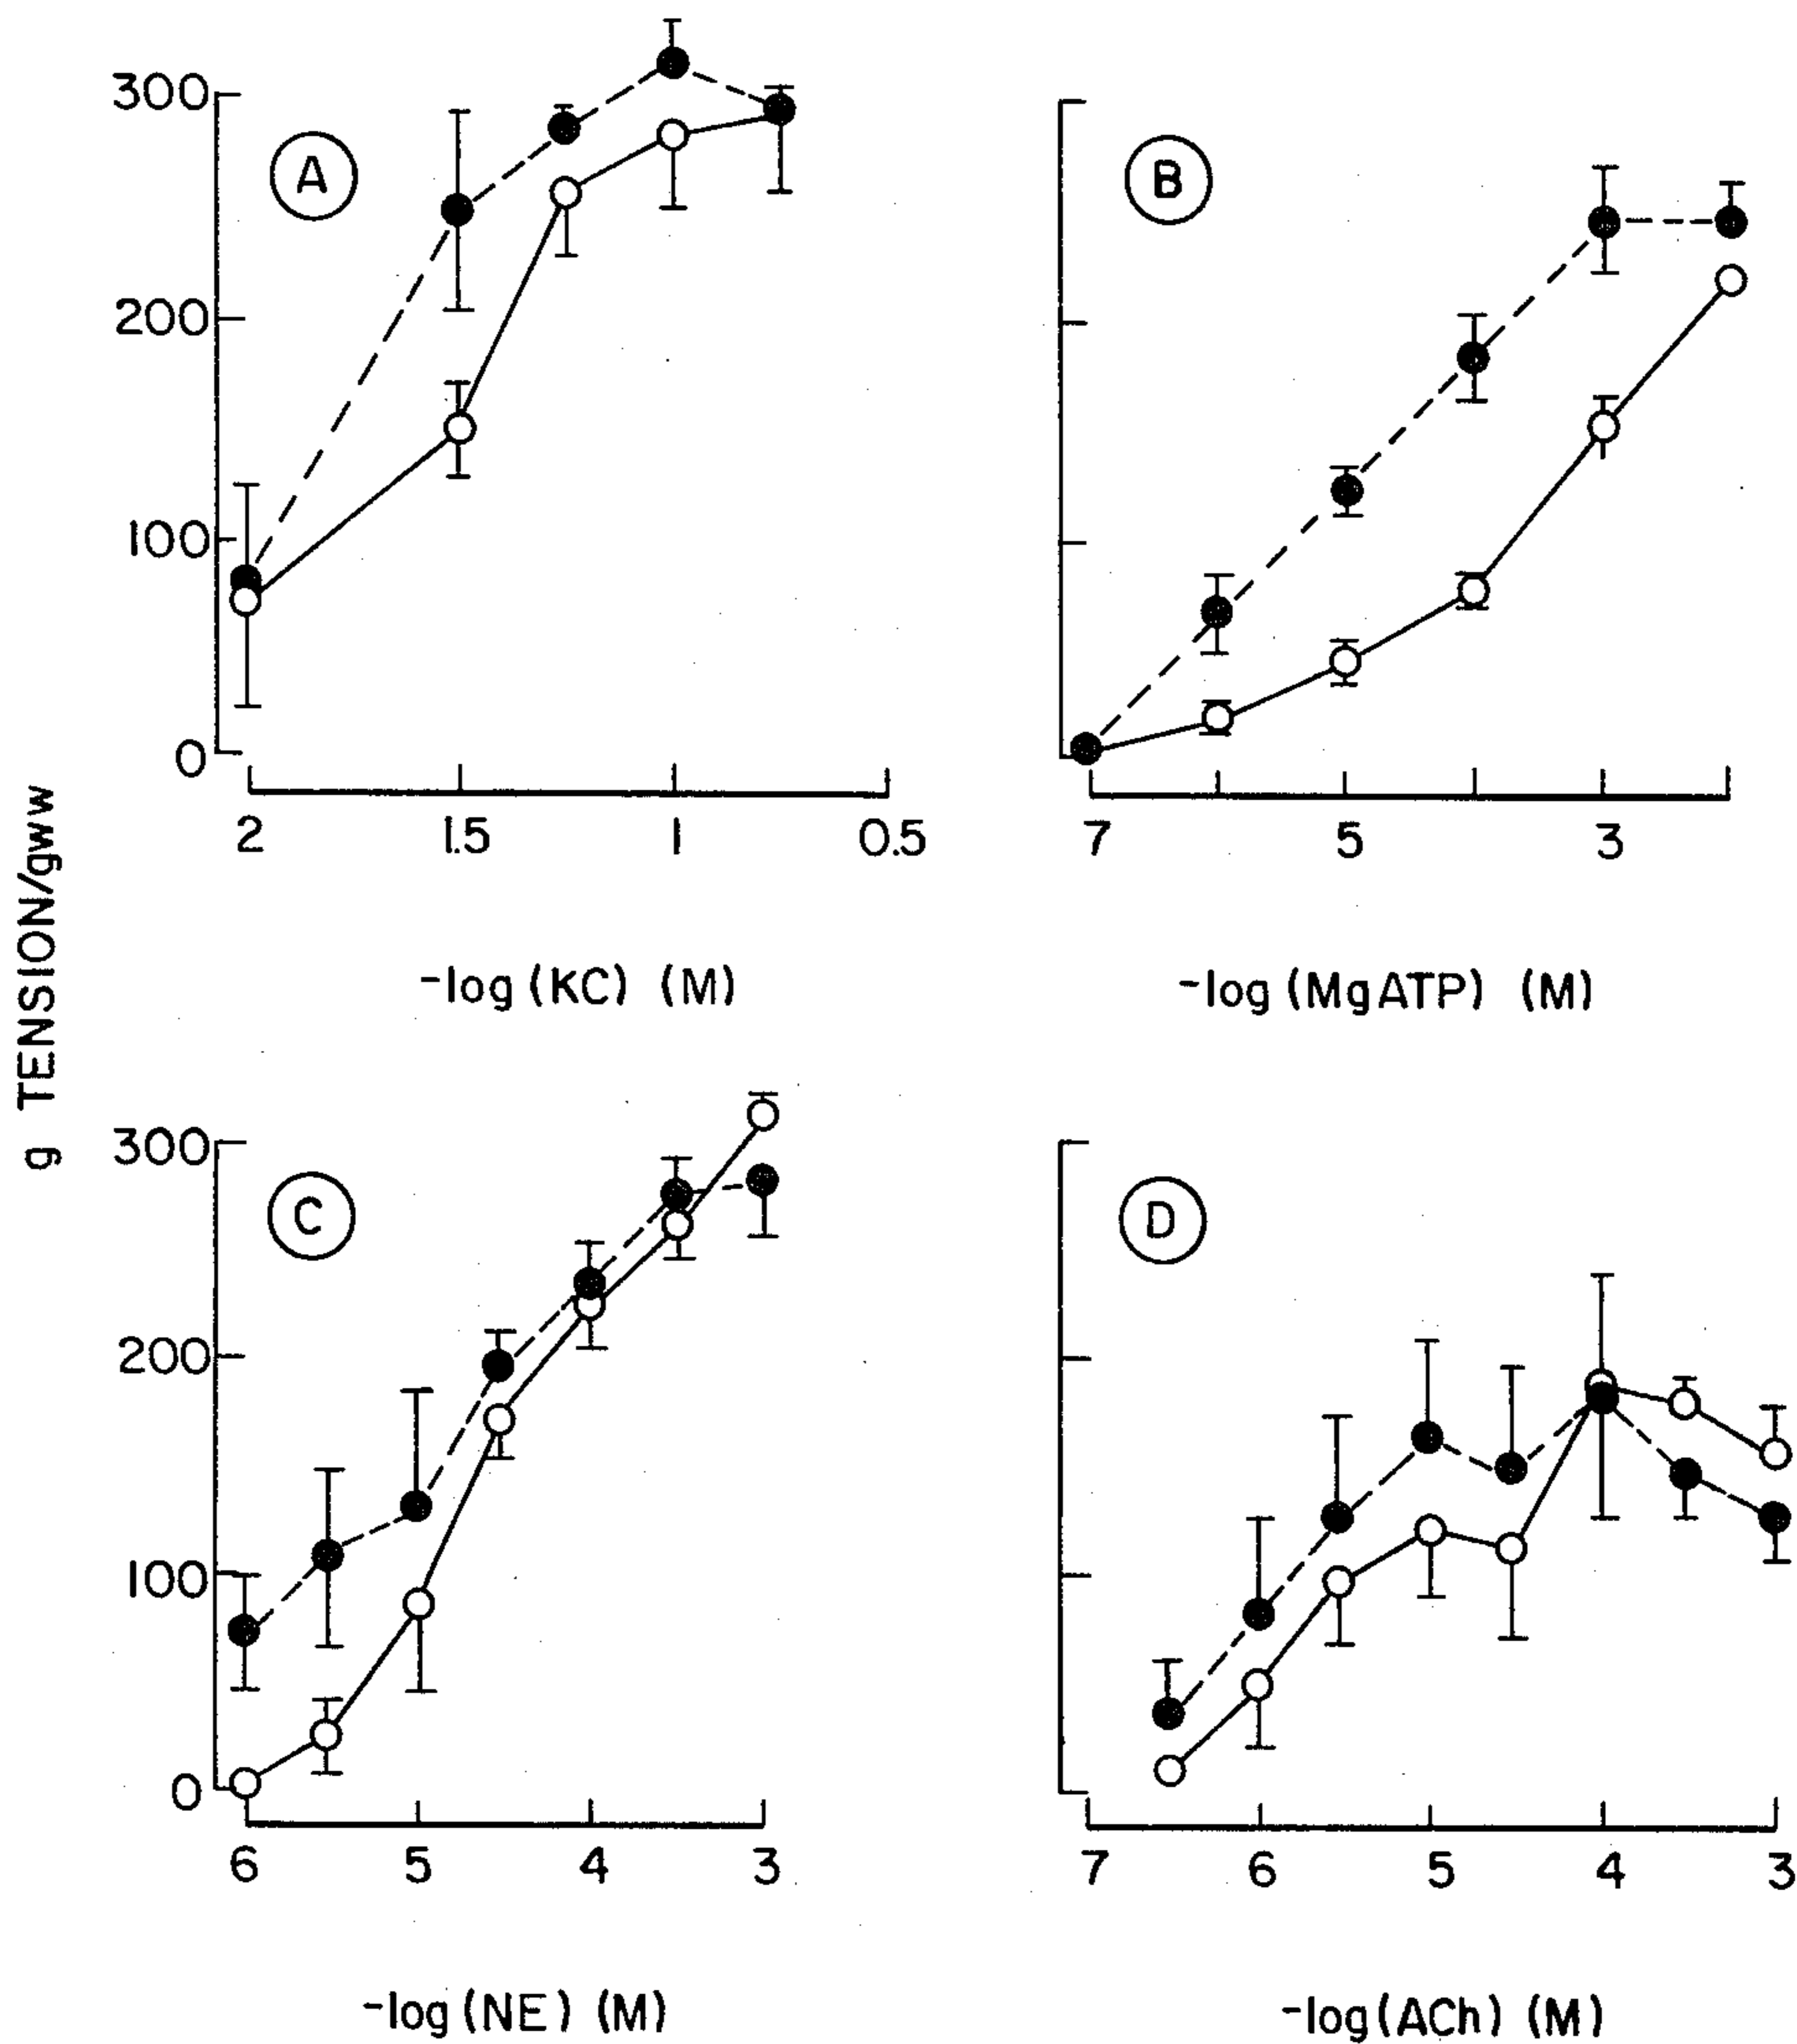 g TENSION/gww
300
200
100
0
A
2 1.5 1 0.5
-log (KC) (M)
B
7 5 3
-log (MgATP) (M)
300
200
100
0
C
6 5 4 3
-log (NE) (M)
D
7 6 5 4 3
-log (ACh) (M)